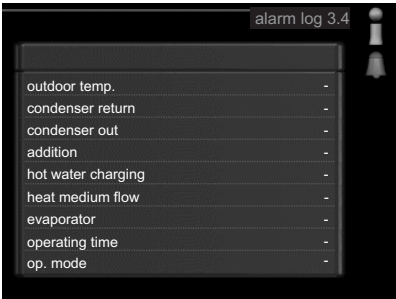 alarm log 3.4
outdoor temp. -
condenser return -
condenser out -
addition -
hot water charging -
heat medium flow -
evaporator -
operating time -
op. mode -